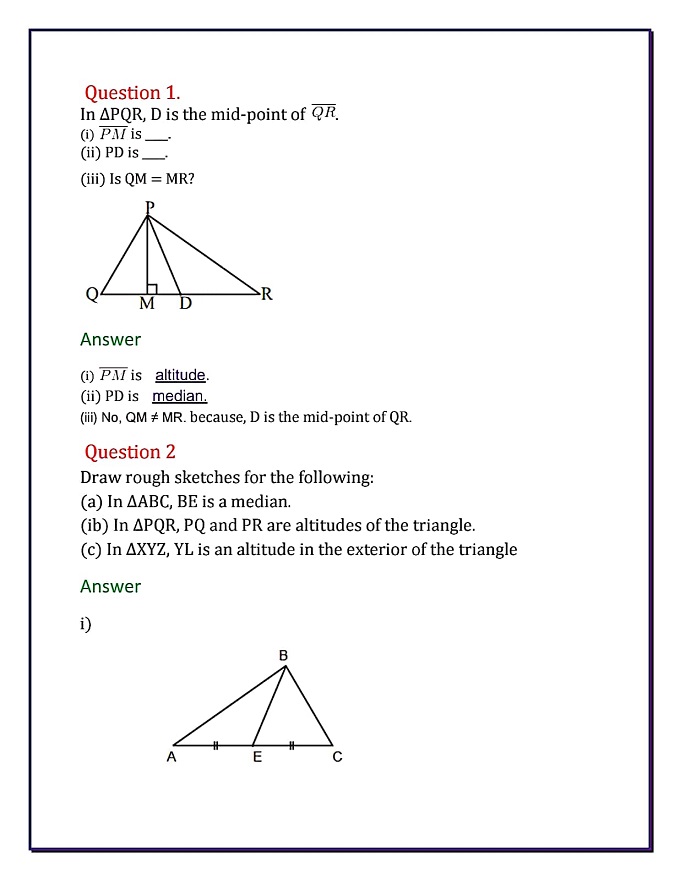 Question 1.
In ΔPQR, D is the mid-point of QR.
(i) PM is ___.
(ii) PD is ___.
(iii) Is QM = MR?
P
Q M D R
Answer
(i) PM is altitude.
(ii) PD is median.
(iii) No, QM ≠ MR. because, D is the mid-point of QR.
Question 2
Draw rough sketches for the following:
(a) In ΔABC, BE is a median.
(ib) In ΔPQR, PQ and PR are altitudes of the triangle.
(c) In ΔXYZ, YL is an altitude in the exterior of the triangle
Answer
i)
B
A E C